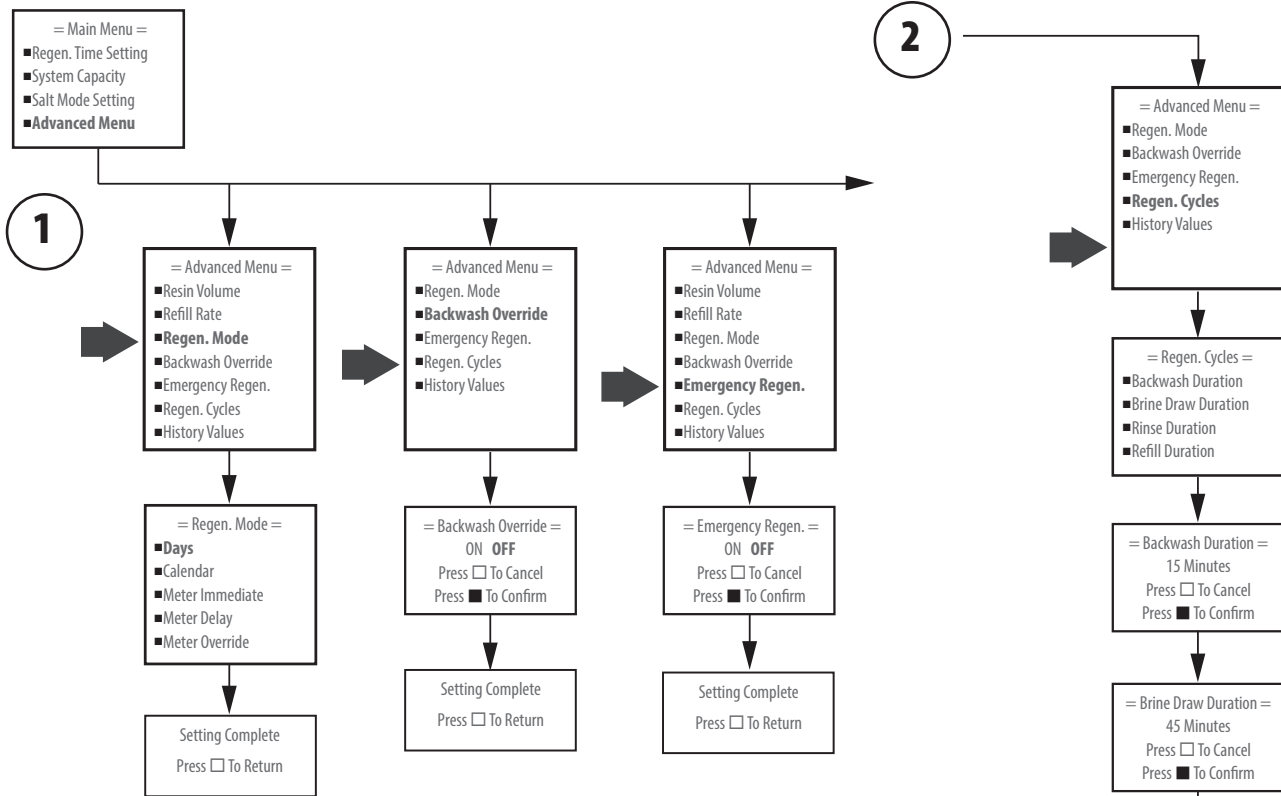 = Main Menu =
■Regen. Time Setting
■System Capacity
■Salt Mode Setting
■Advanced Menu
1
= Advanced Menu =
■Resin Volume
■Refill Rate
■Regen. Mode
■Backwash Override
■Emergency Regen.
■Regen. Cycles
■History Values
= Regen. Mode =
■Days
■Calendar
■Meter Immediate
■Meter Delay
■Meter Override
Setting Complete
Press □ To Return
= Advanced Menu =
■Regen. Mode
■Backwash Override
■Emergency Regen.
■Regen. Cycles
■History Values
= Backwash Override =
ON OFF
Press □ To Cancel
Press ■ To Confirm
Setting Complete
Press □ To Return
= Advanced Menu =
■Resin Volume
■Refill Rate
■Regen. Mode
■Backwash Override
■Emergency Regen.
■Regen. Cycles
■History Values
= Emergency Regen. =
ON OFF
Press □ To Cancel
Press ■ To Confirm
Setting Complete
Press □ To Return
2
= Advanced Menu =
■Regen. Mode
■Backwash Override
■Emergency Regen.
■Regen. Cycles
■History Values
= Regen. Cycles =
■Backwash Duration
■Brine Draw Duration
■Rinse Duration
■Refill Duration
= Backwash Duration =
15 Minutes
Press □ To Cancel
Press ■ To Confirm
= Brine Draw Duration =
45 Minutes
Press □ To Cancel
Press ■ To Confirm